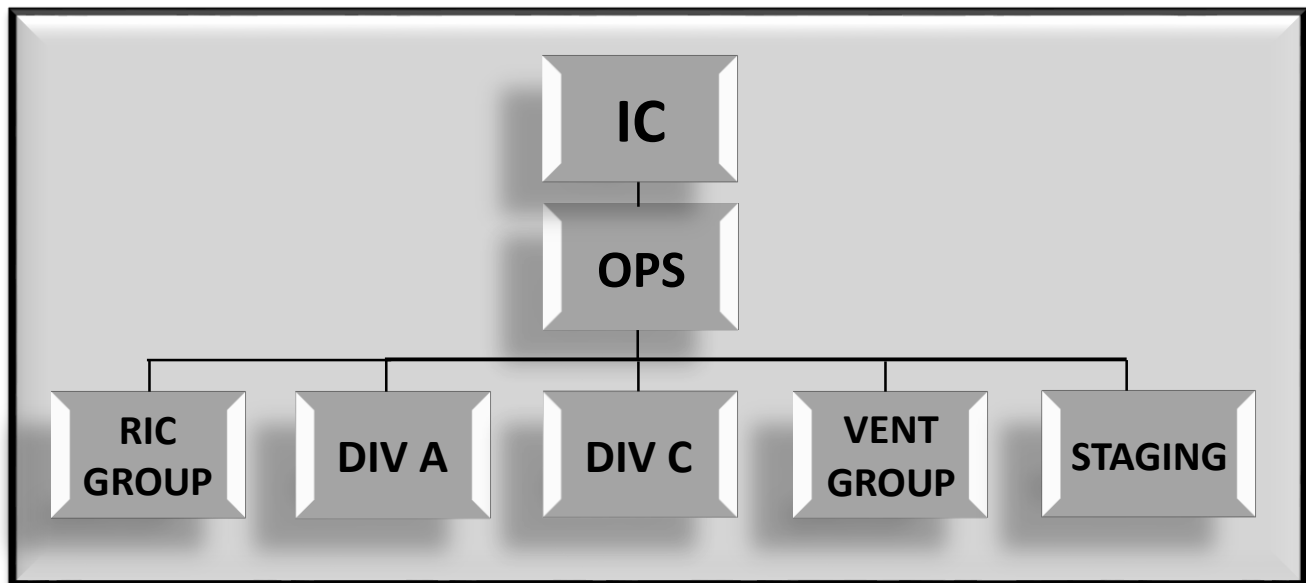 IC
OPS
RIC
GROUP
DIV A
DIV C
VENT
GROUP
STAGING